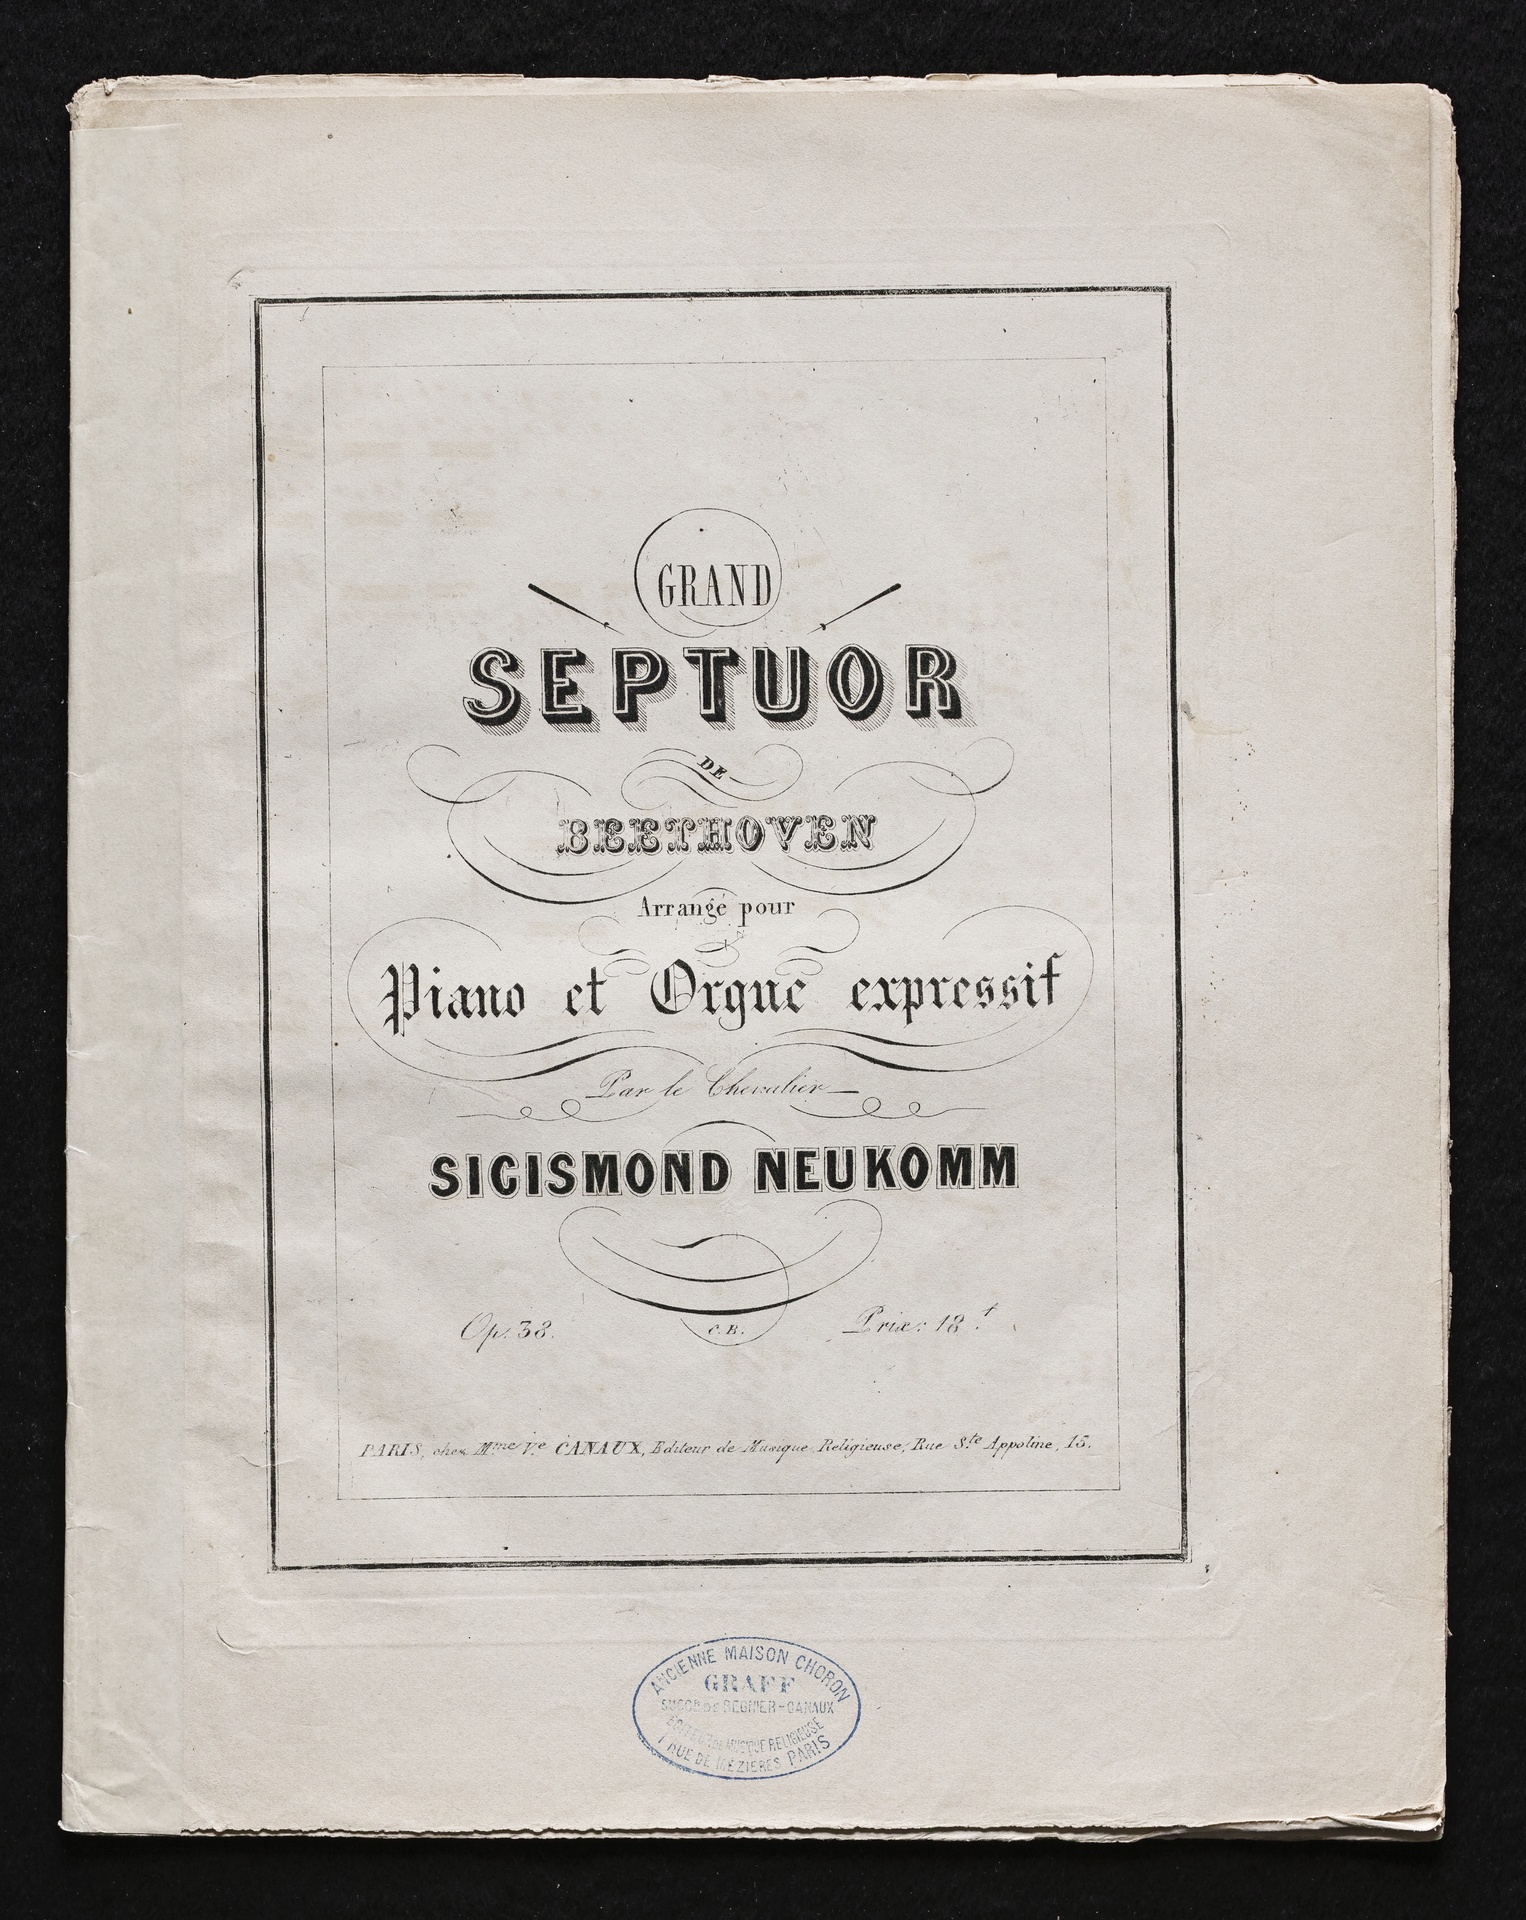 GRAND
SEPTUOR
DE
BEETHOVEN
Arrangé pour
Piano et Orgue expressif
Par le Chevalier
SIGISMOND NEUKOMM
Op. 38.
C.B.
Prix: 18.f
PARIS, chez Mme Ve CANAUX, Editeur de Musique Religieuse, Rue Ste Appoline, 15.
ANCIENNE MAISON CHORON
GRAFF
SUCCR DE REGNIER-CANAUX
EDITEUR DE MUSIQUE RELIGIEUSE
1 RUE DE MÉZIÈRES PARIS